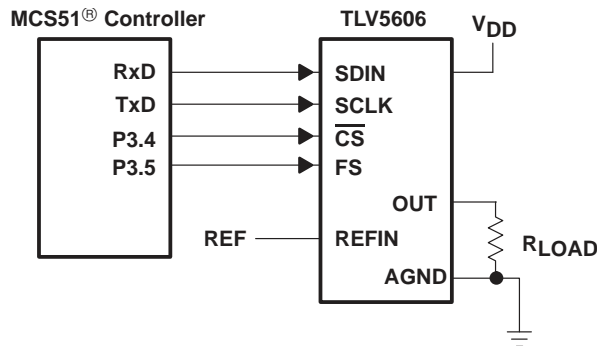 MCS51® Controller
TLV5606
VDD
RxD
SDIN
TxD
SCLK
P3.4
CS
P3.5
FS
OUT
RLOAD
REF
REFIN
AGND